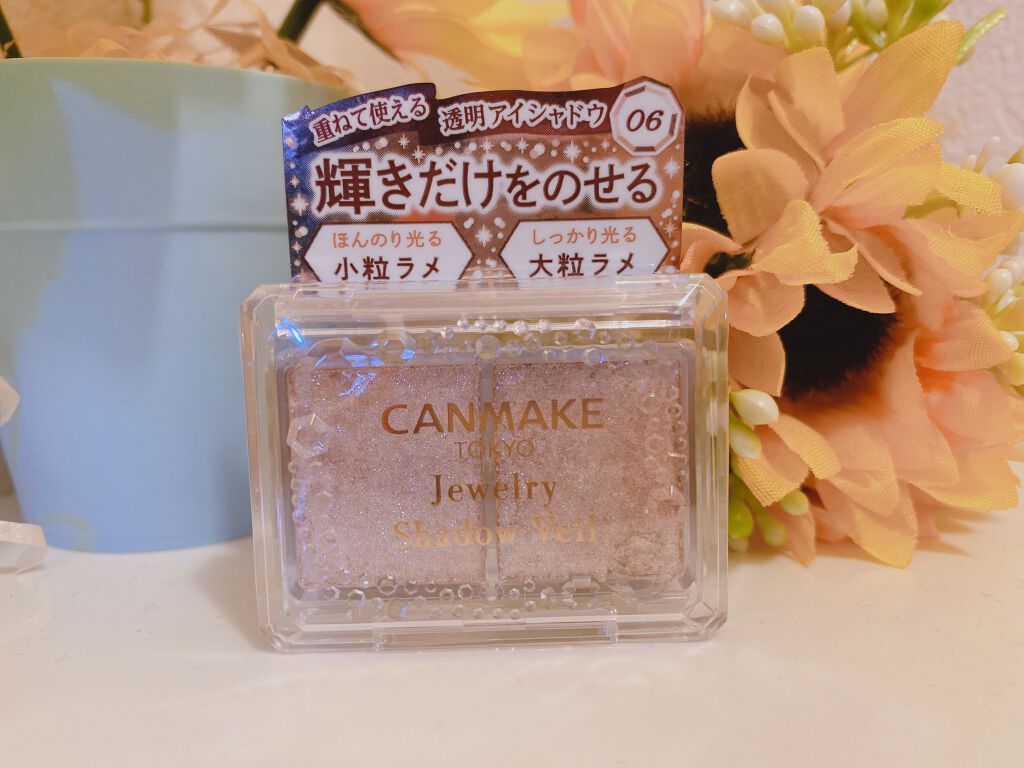 重ねて使える 透明アイシャドウ 06
輝きだけをのせる
ほんのり光る しっかり光る
小粒ラメ 大粒ラメ
CANMAKE
TOKYO
Jewelry
Shadow Veil